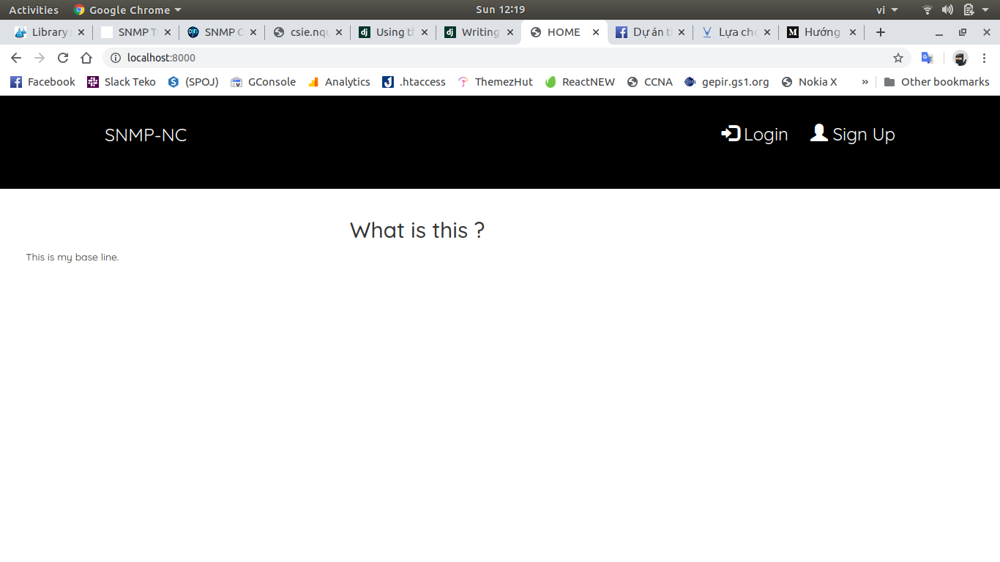 Activities Google Chrome Sun 12:19 vi
Library SNMP T SNMP C csie.nqu Using th Writing HOME Dự án t Lựa chọ Hướng
localhost:8000
Facebook Slack Teko (SPOJ) GConsole Analytics .htaccess ThemezHut ReactNEW CCNA gepir.gs1.org Nokia X » Other bookmarks
SNMP-NC Login Sign Up
What is this ?
This is my base line.